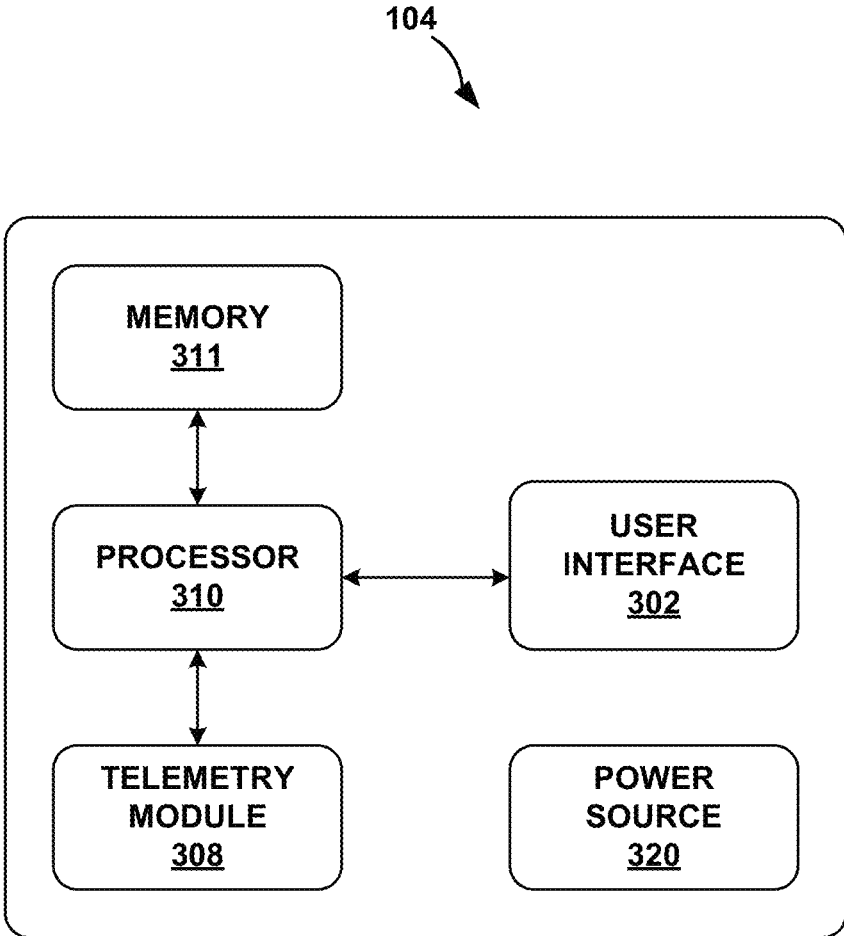 104
MEMORY
311
PROCESSOR
310
USER
INTERFACE
302
TELEMETRY
MODULE
308
POWER
SOURCE
320